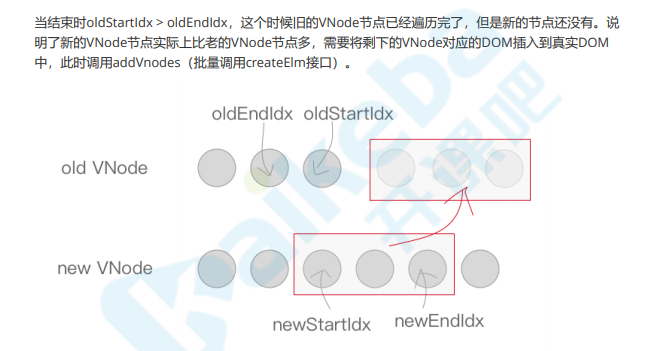 当结束时oldStartIdx > oldEndIdx，这个时候旧的VNode节点已经遍历完了，但是新的节点还没有。说
明了新的VNode节点实际上比老的VNode节点多，需要将剩下的VNode对应的DOM插入到真实DOM
中，此时调用addVnodes（批量调用createElm接口）。
oldEndIdx oldStartIdx
old VNode
new VNode
newStartIdx newEndIdx
Kaikeba
开课吧